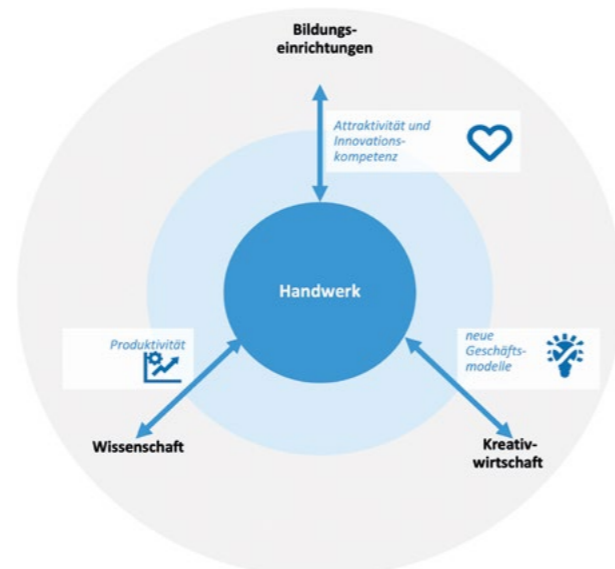 Bildungs-
einrichtungen
Attraktivität und
Innovations-
kompetenz
Handwerk
Produktivität
neue
Geschäfts-
modelle
Wissenschaft
Kreativ-
wirtschaft